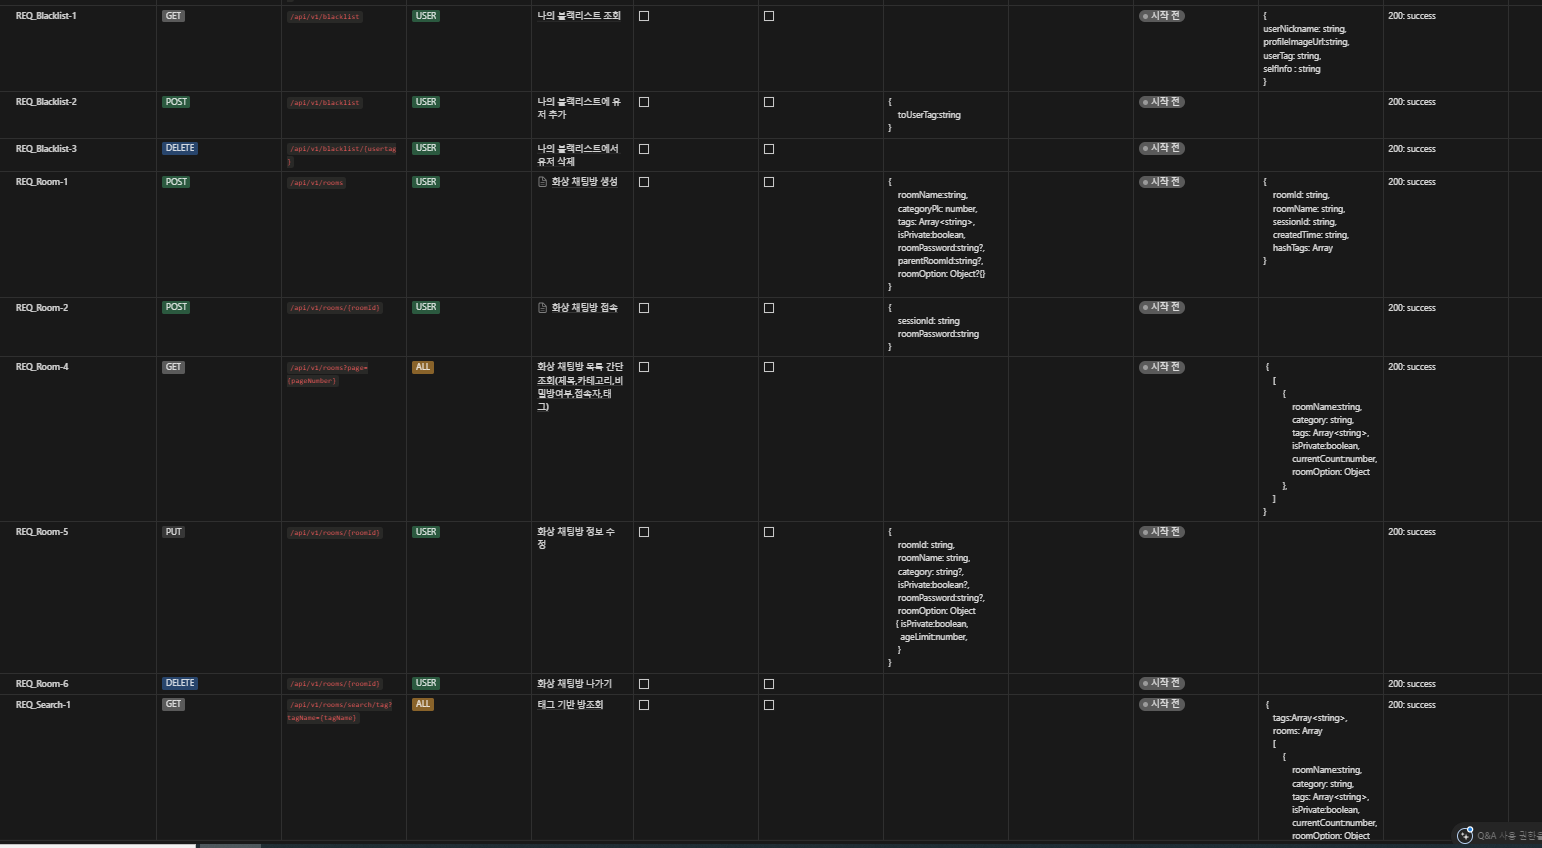 REQ_Blacklist-1
GET
/api/v1/blacklist
USER
나의 블랙리스트 조회
시작 전
{
userNickname: string,
profileImageUrl:string,
userTag: string,
selfInfo : string
}
200: success
REQ_Blacklist-2
POST
/api/v1/blacklist
USER
나의 블랙리스트에 유
저 추가
{
toUserTag:string
}
시작 전
200: success
REQ_Blacklist-3
DELETE
/api/v1/blacklist/{usertag
}
USER
나의 블랙리스트에서
유저 삭제
시작 전
200: success
REQ_Room-1
POST
/api/v1/rooms
USER
화상 채팅방 생성
{
roomName:string,
categoryPk: number,
tags: Array<string>,
isPrivate:boolean,
roomPassword:string?,
parentRoomId:string?,
roomOption: Object?{}
}
시작 전
{
roomId: string,
roomName: string,
sessionId: string,
createdTime: string,
hashTags: Array
}
200: success
REQ_Room-2
POST
/api/v1/rooms/{roomid}
USER
화상 채팅방 접속
{
sessionId: string
roomPassword:string
}
시작 전
200: success
REQ_Room-4
GET
/api/v1/rooms?page=
{pageNumber}
ALL
화상 채팅방 목록 간단
조회(제목,카테고리,비
밀방여부,접속자,태
그)
시작 전
{
[
{
roomName:string,
category: string,
tags: Array<string>,
isPrivate:boolean,
currentCount:number,
roomOption: Object
},
]
}
200: success
REQ_Room-5
PUT
/api/v1/rooms/{roomid}
USER
화상 채팅방 정보 수
정
{
roomId: string,
roomName: string,
category: string?,
isPrivate:boolean?,
roomPassword:string?,
roomOption: Object
{ isPrivate:boolean,
ageLimit:number,
}
}
시작 전
200: success
REQ_Room-6
DELETE
/api/v1/rooms/{roomid}
USER
화상 채팅방 나가기
시작 전
200: success
REQ_Search-1
GET
/api/v1/rooms/search/tag?
tagName={tagName}
ALL
태그 기반 방조회
시작 전
{
tags:Array<string>,
rooms: Array
[
{
roomName:string,
category: string,
tags: Array<string>,
isPrivate:boolean,
currentCount:number,
roomOption: Object
200: success
Q&A 사용 권한을